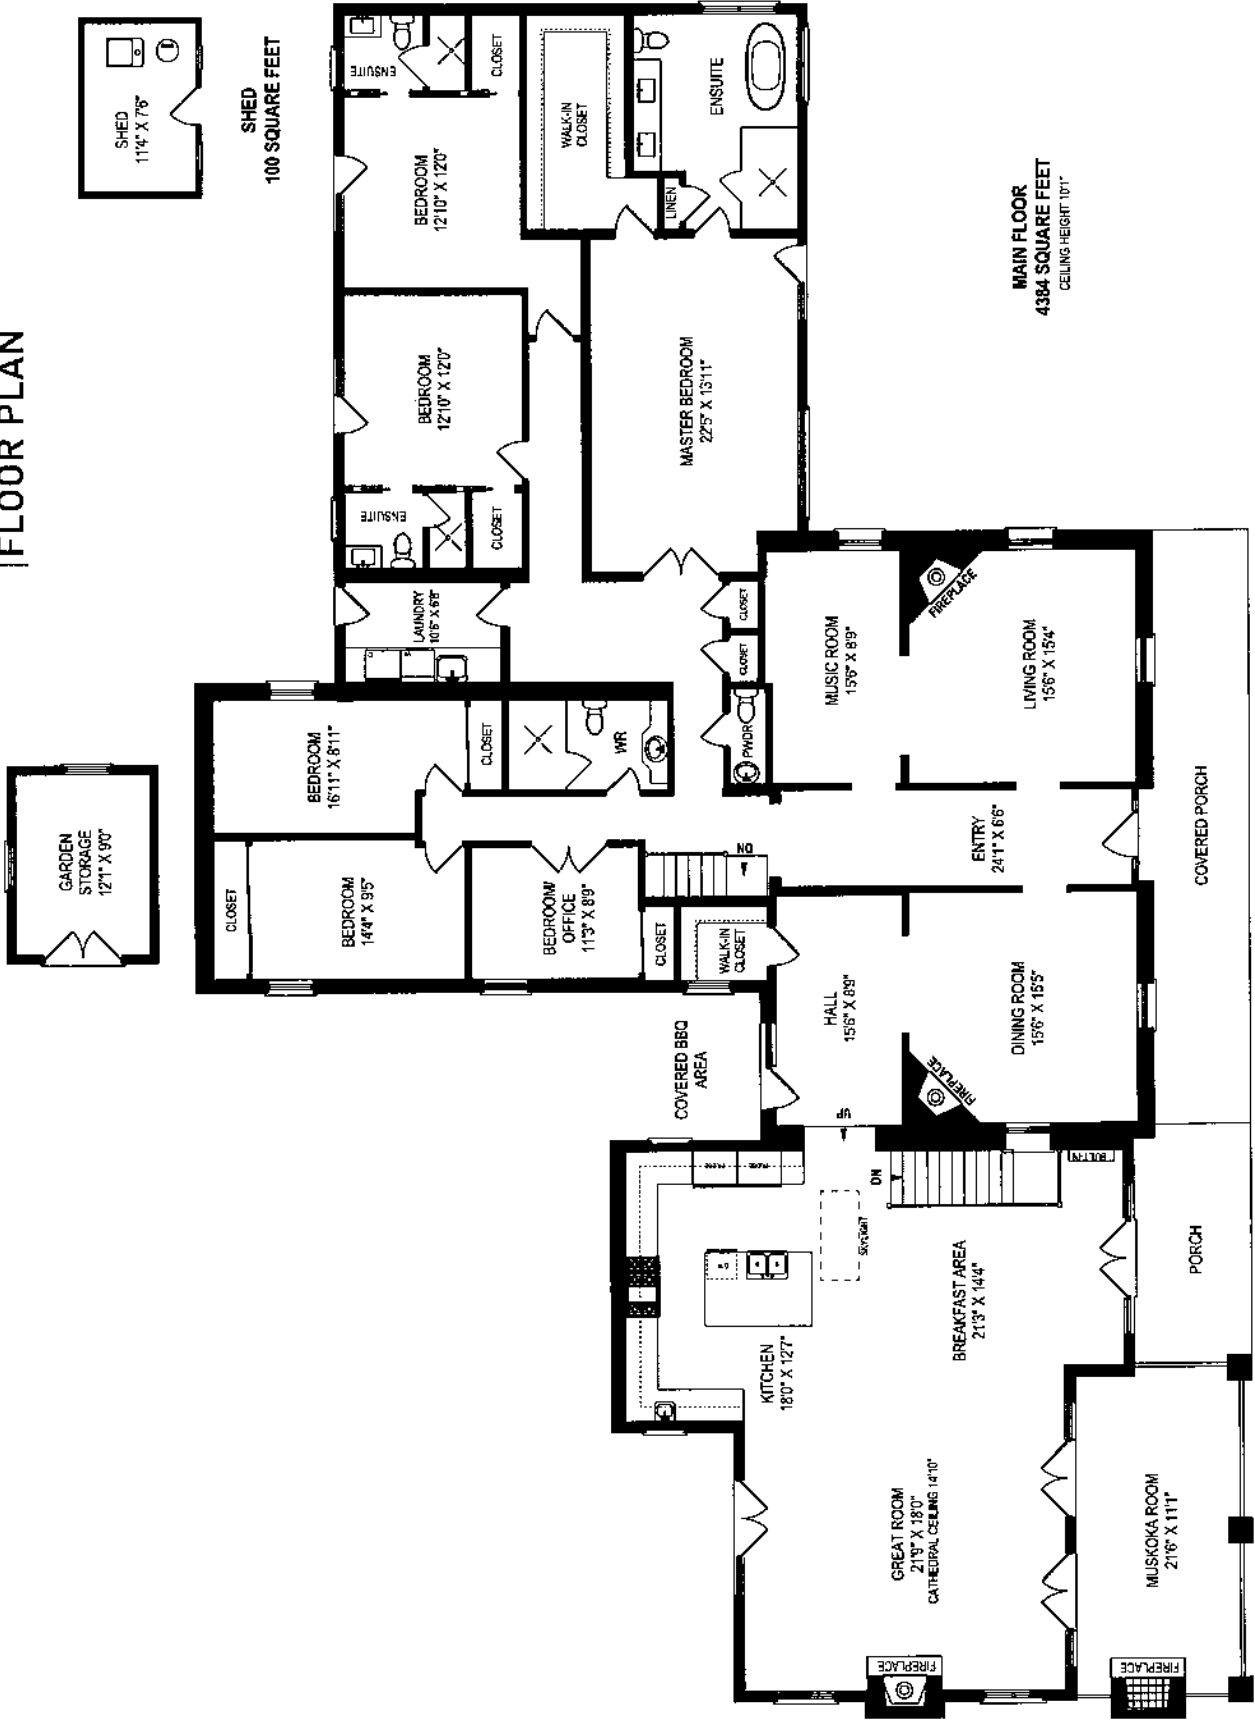 FLOOR PLAN
SHED
11'4" X 7'6"
SHED
100 SQUARE FEET
GARDEN
STORAGE
12'1" X 9'0"
ENSUITE
CLOSET
BEDROOM
12'10" X 12'0"
WALK-IN
CLOSET
ENSUITE
LINEN
BEDROOM
12'10" X 12'0"
ENSUITE
CLOSET
MASTER BEDROOM
22'5" X 13'11"
MAIN FLOOR
4384 SQUARE FEET
CEILING HEIGHT 10'1"
LAUNDRY
10'6" X 6'8"
CLOSET
CLOSET
BEDROOM
16'11" X 8'11"
CLOSET
WR
PWDR
MUSIC ROOM
15'6" X 8'9"
FIREPLACE
LIVING ROOM
15'6" X 15'4"
CLOSET
BEDROOM
14'4" X 9'5"
BEDROOM/
OFFICE
11'3" X 8'9"
CLOSET
WALK-IN
CLOSET
DN
ENTRY
24'1" X 6'6"
COVERED PORCH
HALL
15'6" X 8'9"
DINING ROOM
15'6" X 15'5"
FIREPLACE
COVERED BBQ
AREA
UP
DN
BUILT-IN
SKYLIGHT
KITCHEN
18'0" X 12'7"
BREAKFAST AREA
21'3" X 14'4"
PORCH
GREAT ROOM
21'9" X 18'0"
CATHEDRAL CEILING 14'10"
MUSKOKA ROOM
21'6" X 11'1"
FIREPLACE
FIREPLACE